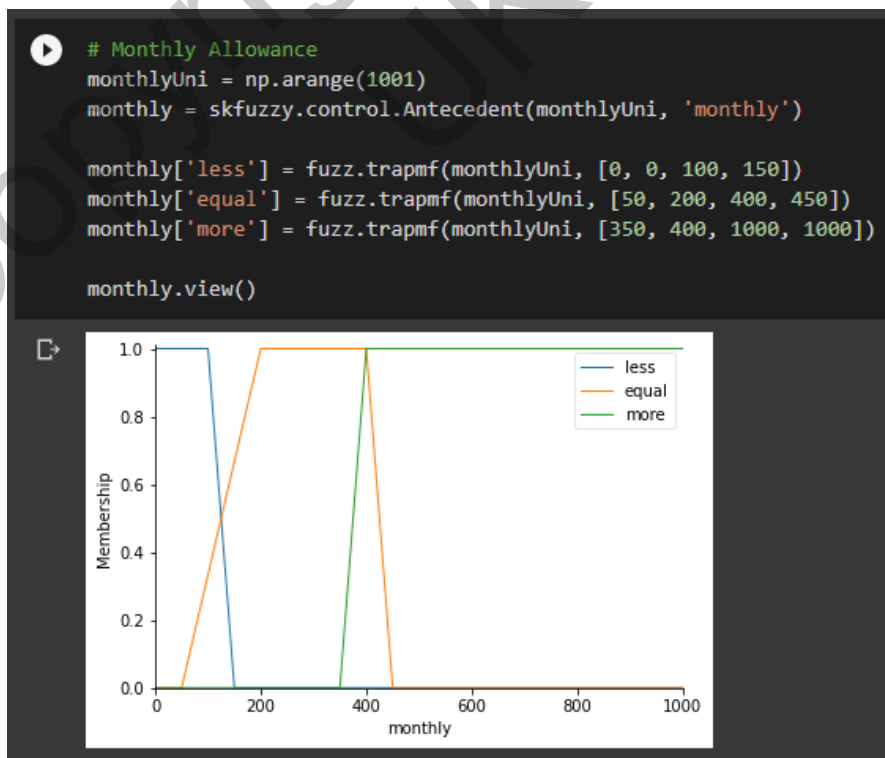 # Monthly Allowance
monthlyUni = np.arange(1001)
monthly = skfuzzy.control.Antecedent(monthlyUni, 'monthly')
monthly['less'] = fuzz.trapmf(monthlyUni, [0, 0, 100, 150])
monthly['equal'] = fuzz.trapmf(monthlyUni, [50, 200, 400, 450])
monthly['more'] = fuzz.trapmf(monthlyUni, [350, 400, 1000, 1000])
monthly.view()
1.0
0.8
0.6
0.4
0.2
0.0
Membership
less
equal
more
0 200 400 600 800 1000
monthly